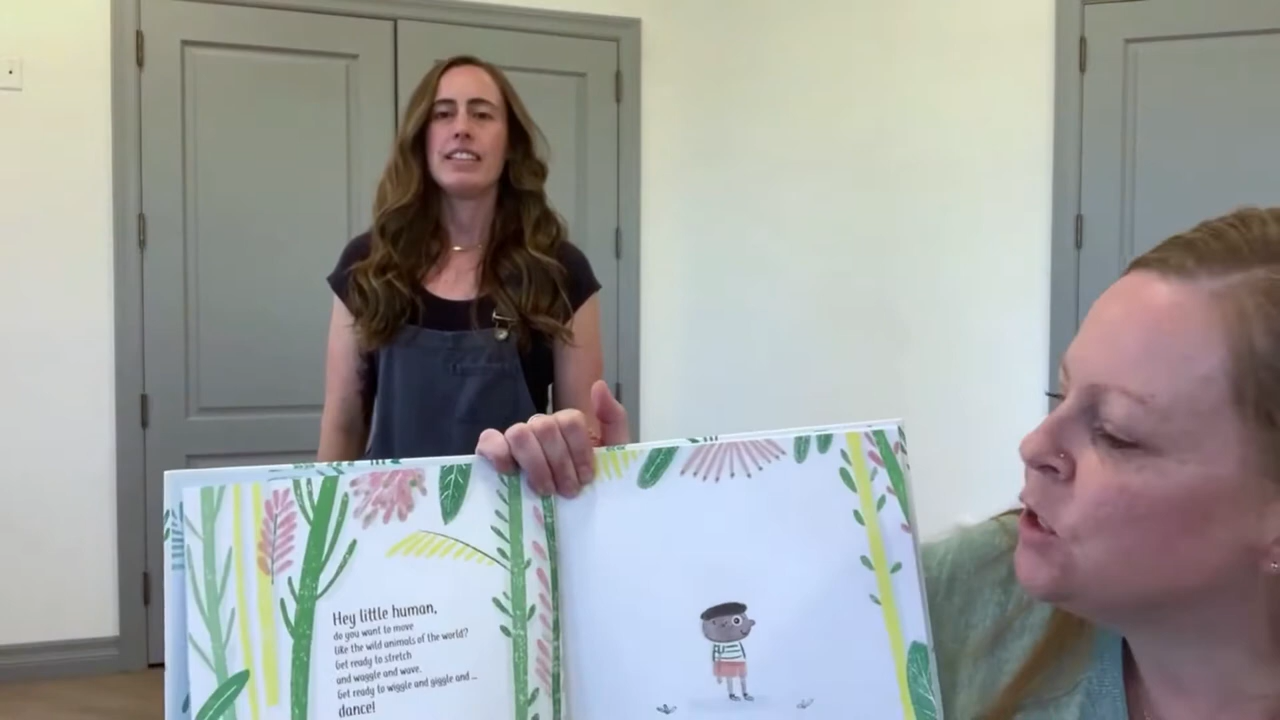 Hey little human,
do you want to move
like the wild animals of the world?
Get ready to stretch
and waggle and wave.
Get ready to wiggle and giggle and ...
dance!